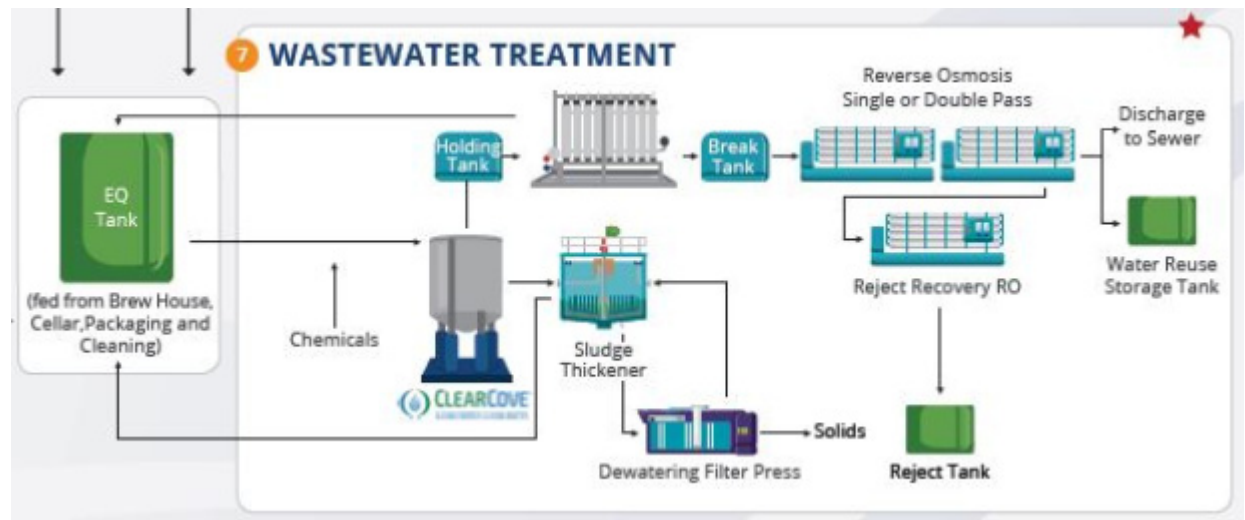 7 WASTEWATER TREATMENT
Reverse Osmosis
Single or Double Pass
Discharge
to Sewer
Holding
Tank
Break
Tank
EQ
Tank
Water Reuse
Storage Tank
(fed from Brew House,
Cellar,Packaging and
Cleaning)
Reject Recovery RO
Chemicals
Sludge
Thickener
CLEARCOVE
Solids
Dewatering Filter Press
Reject Tank